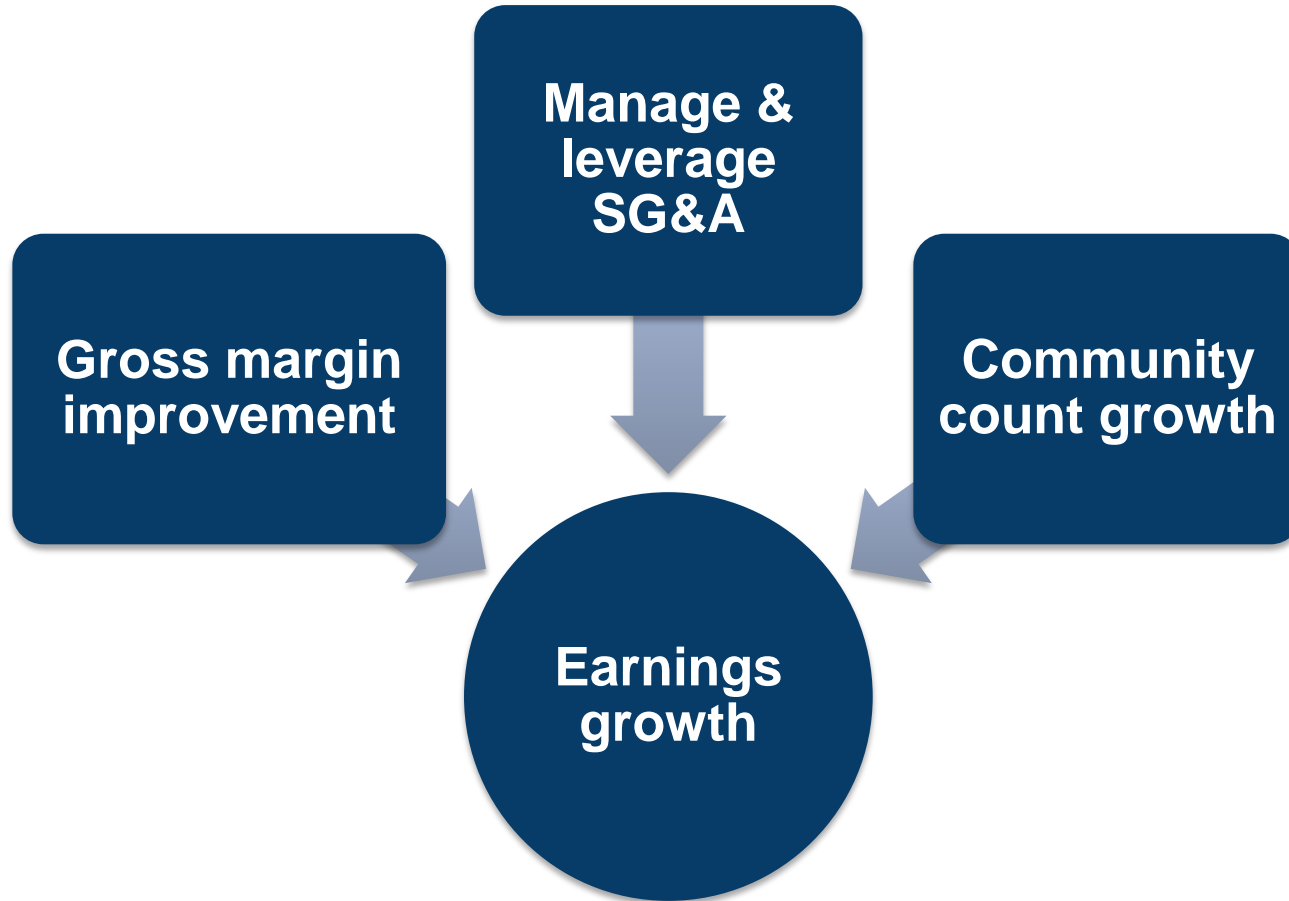 Manage &
leverage
SG&A
Gross margin
improvement
Community
count growth
Earnings
growth